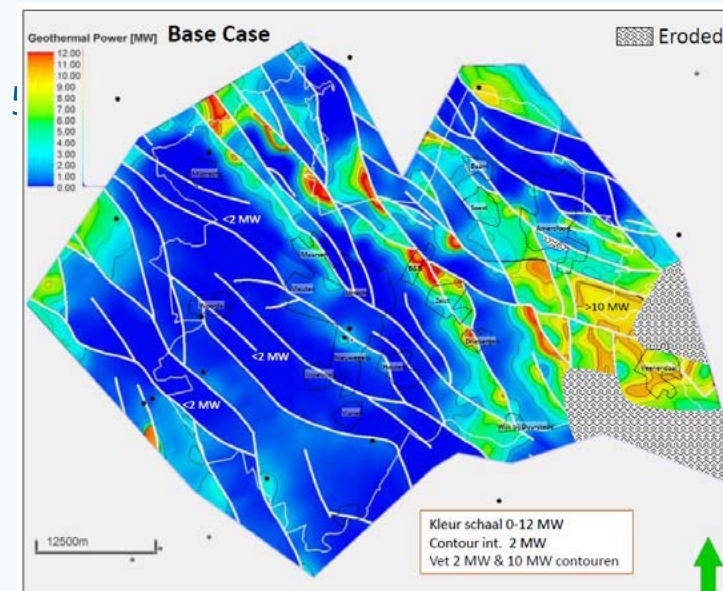 Geothermal Power [MW]
Base Case
Eroded
12.00
11.00
10.00
9.00
8.00
7.00
6.00
5.00
4.00
3.00
2.00
1.00
0.00
Baarn
Soest
Amersfoort
<2 MW
Maarsen
B&B
Zeist
>10 MW
<2 MW
Nieuwegein
Houten
Driebergen
Veenendaal
<2 MW
Wijk bij Duurstede
12500m
Kleur schaal 0-12 MW
Contour int. 2 MW
Vet 2 MW & 10 MW contouren